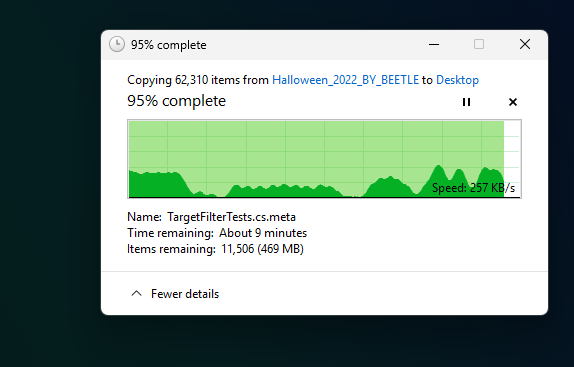 95% complete
Copying 62,310 items from Halloween_2022_BY_BEETLE to Desktop
95% complete
Speed: 257 KB/s
Name: TargetFilterTests.cs.meta
Time remaining: About 9 minutes
Items remaining: 11,506 (469 MB)
Fewer details